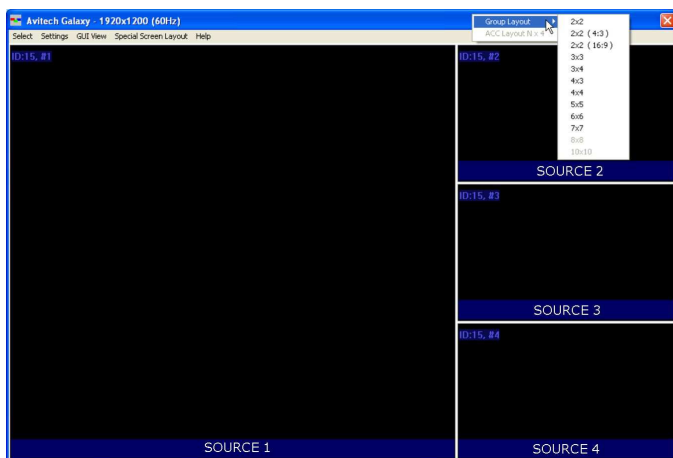 Avitech Galaxy - 1920x1200 (60Hz)
Select Settings GUI View Special Screen Layout Help
Group Layout
ACC Layout N x 4
2x2
2x2 ( 4:3 )
2x2 ( 16:9 )
3x3
3x4
4x3
4x4
5x5
6x6
7x7
8x8
10x10
ID:15, #1
SOURCE 1
ID:15, #2
SOURCE 2
ID:15, #3
SOURCE 3
ID:15, #4
SOURCE 4